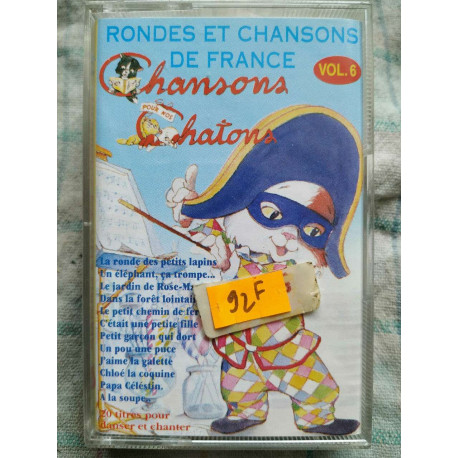 RONDES ET CHANSONS
DE FRANCE
VOL. 6
Chansons
POUR NOS
Chatons
La ronde des petits lapins
Un éléphant, ça trompe...
Le jardin de Rose-
Dans la forêt
Le petit chemin de fer
C'était une petite fille
Petit garçon qui dort
Un pou une puce
J'aime la galette
Chloé la coquine
Papa Célestin,
A la soupe,
20 titres pour
danser et chanter
92F